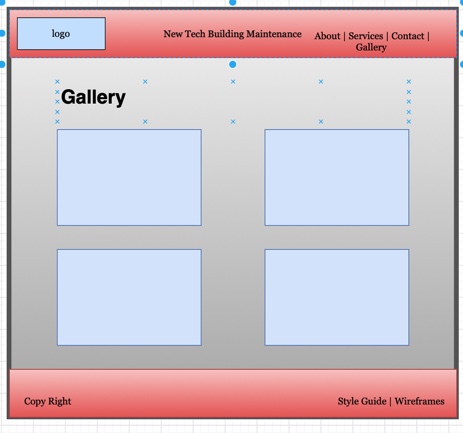 logo
New Tech Building Maintenance
About | Services | Contact |
Gallery
Gallery
Copy Right
Style Guide | Wireframes